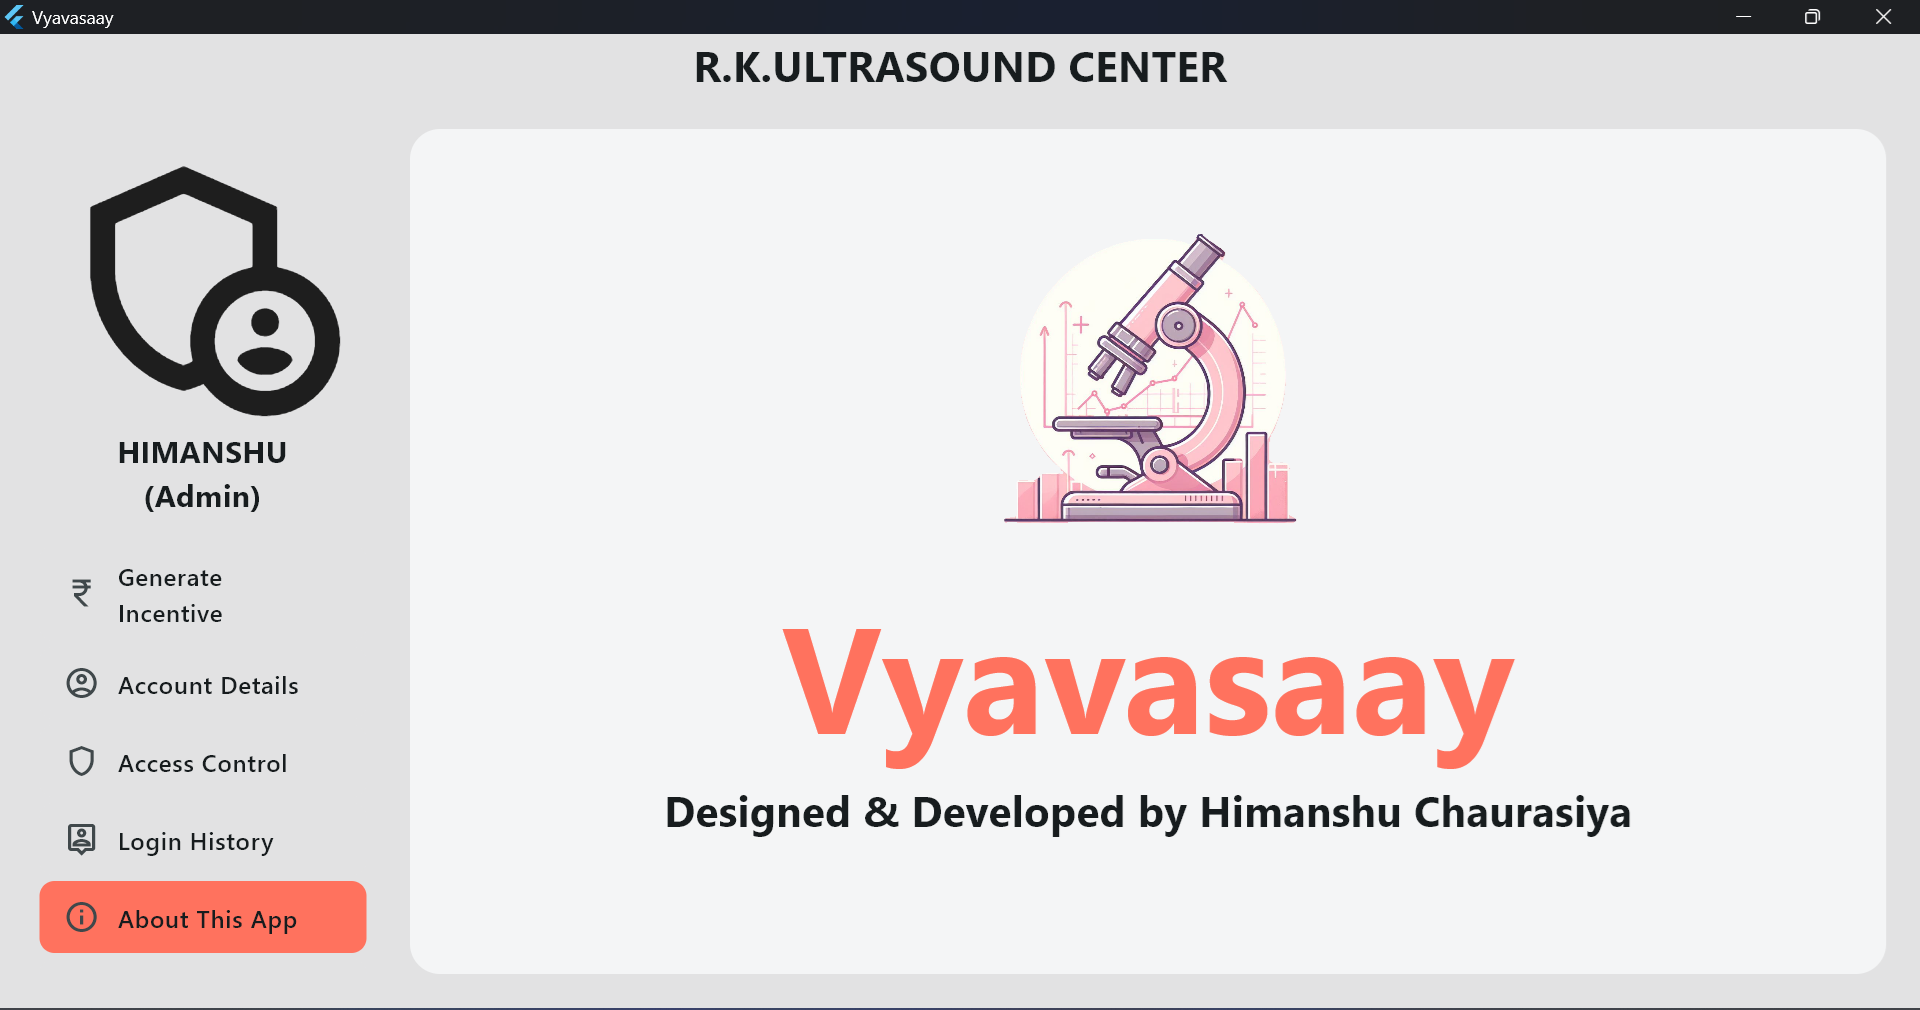 Vyavasaay
R.K.ULTRASOUND CENTER
HIMANSHU
(Admin)
₹ Generate
Incentive
Account Details
Access Control
Login History
About This App
Vyavasaay
Designed & Developed by Himanshu Chaurasiya